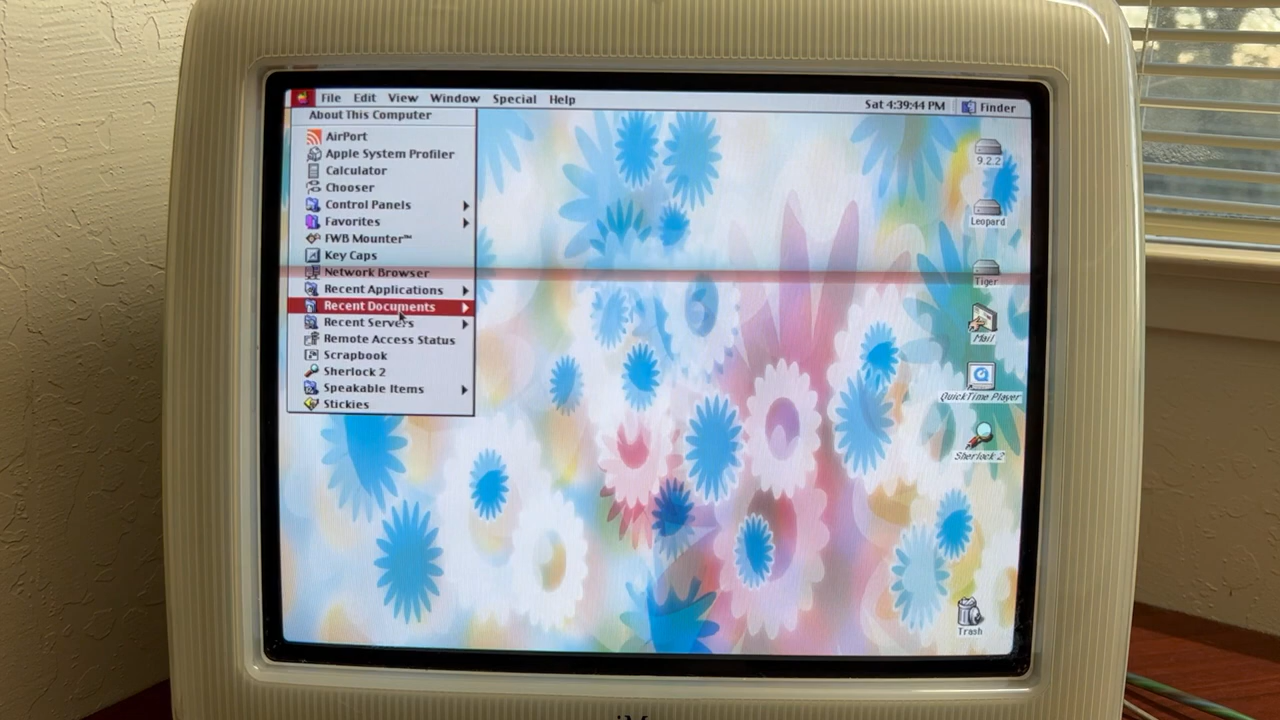 File Edit View Window Special Help
Sat 4:39:44 PM Finder
About This Computer
AirPort
Apple System Profiler
Calculator
Chooser
Control Panels
Favorites
FWB Mounter™
Key Caps
Network Browser
Recent Applications
Recent Documents
Recent Servers
Remote Access Status
Scrapbook
Sherlock 2
Speakable Items
Stickies
9.2.2
Leopard
Tiger
Mail
QuickTime Player
Sherlock 2
Trash